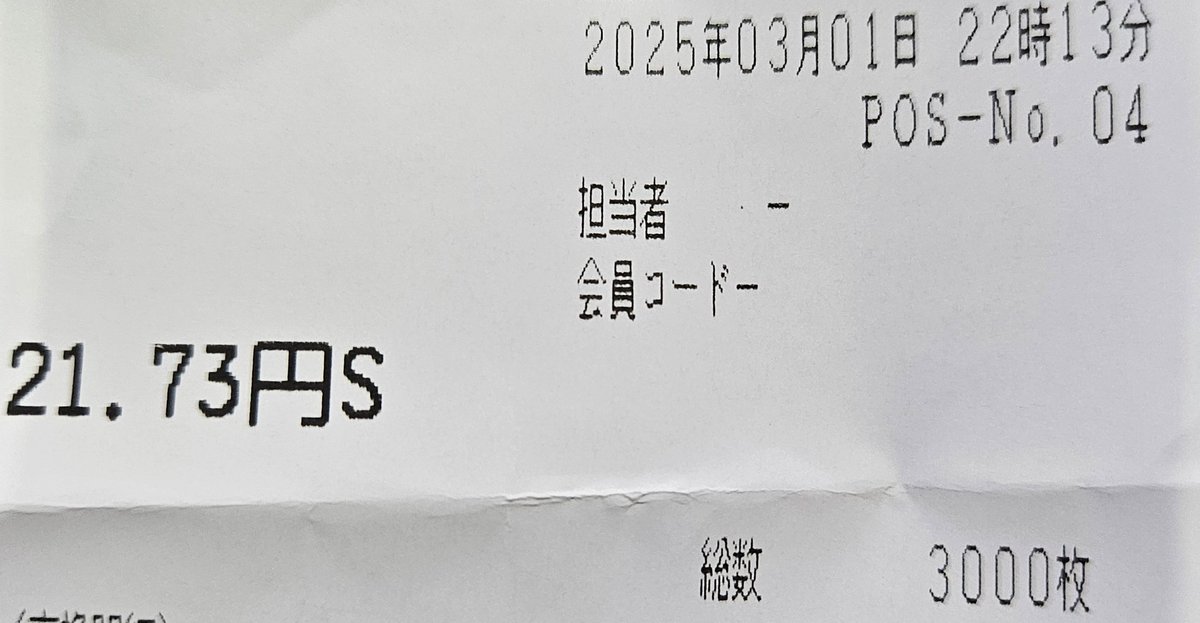 2025年03月01日 22時13分
POS-No. 04
担当者 -
会員コード-
21.73円S
総数 3000枚